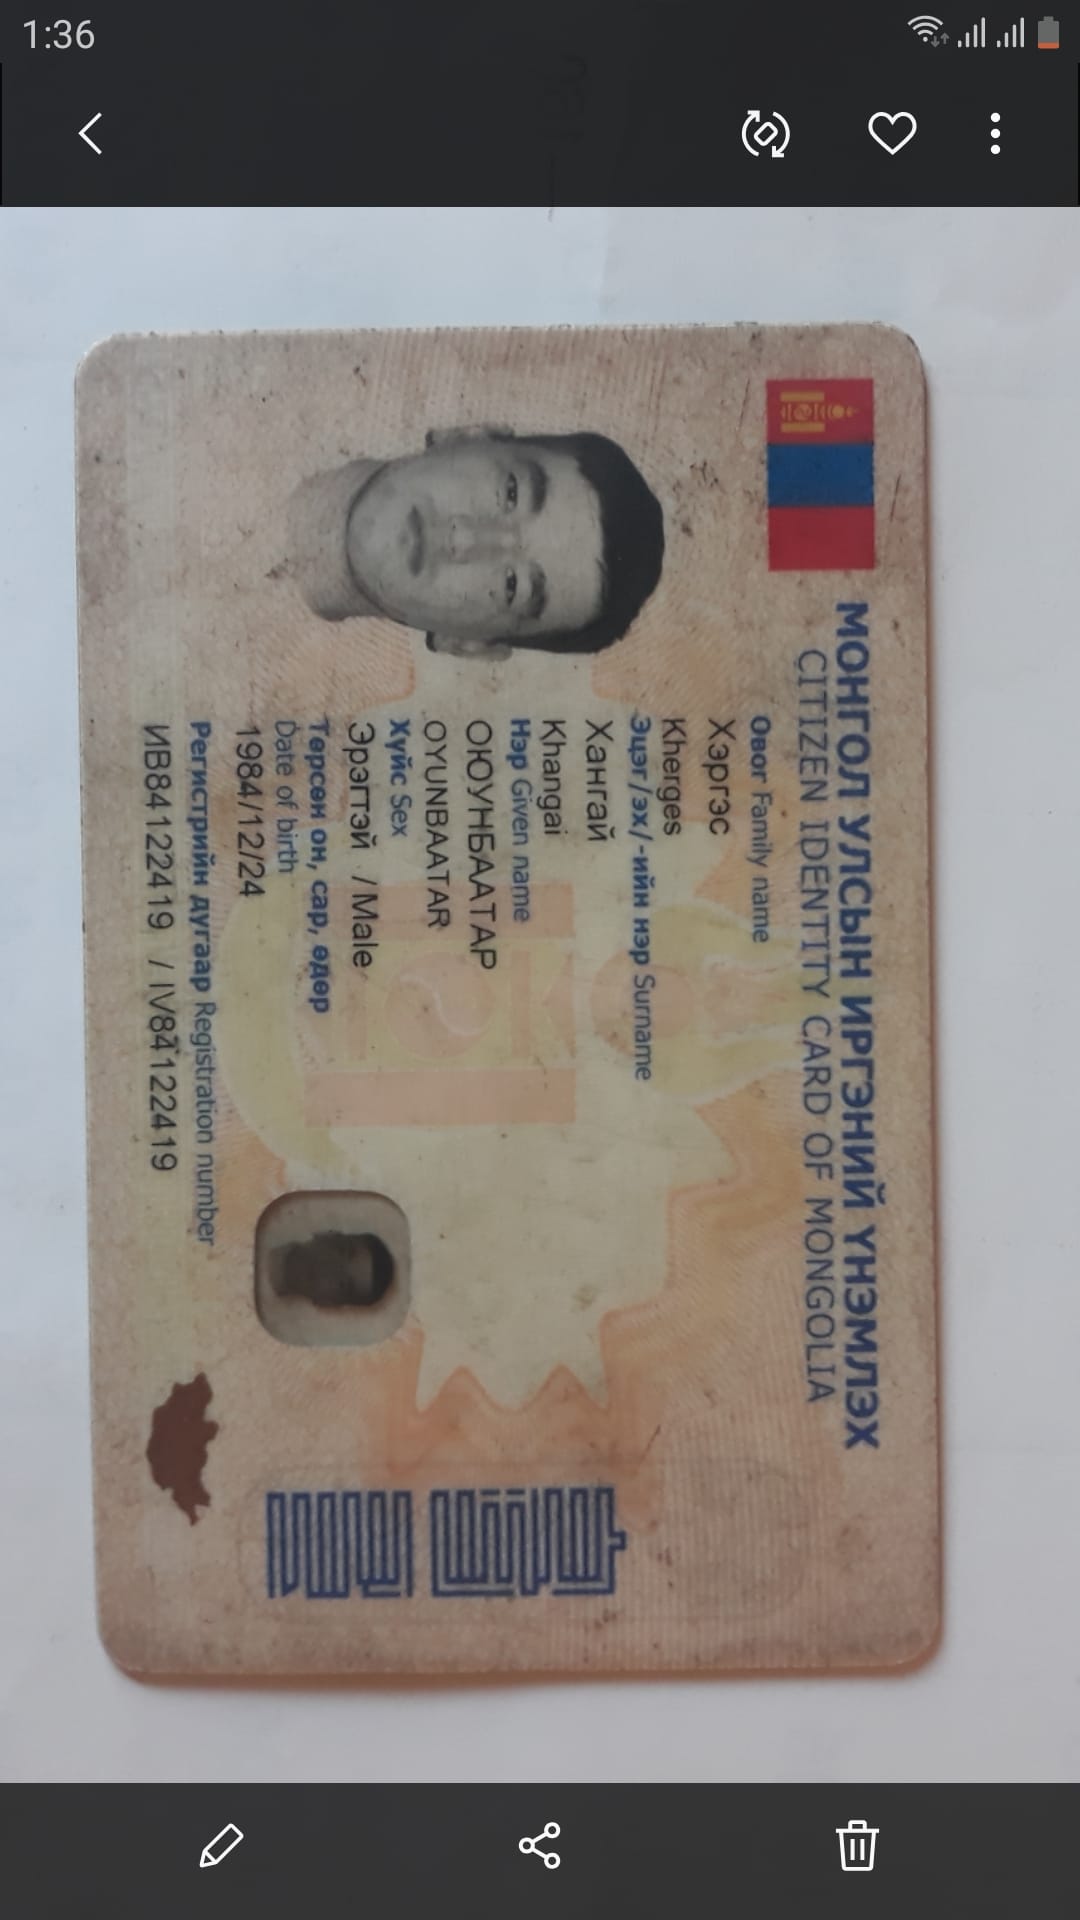 1:36
МОНГОЛ УЛСЫН ИРГЭНИЙ ҮНЭМЛЭХ
CITIZEN IDENTITY CARD OF MONGOLIA
Овог Family name
Хэргэс
Kherges
Эцэг/эх/-ийн нэр Surname
Хангай
Khangai
Нэр Given name
ОЮУНБААТАР
OYUNBAATAR
Хүйс Sex
Эрэгтэй / Male
Төрсөн он, сар, өдөр
Date of birth
1984/12/24
Регистрийн дугаар Registration number
ИВ84122419 / IV84122419